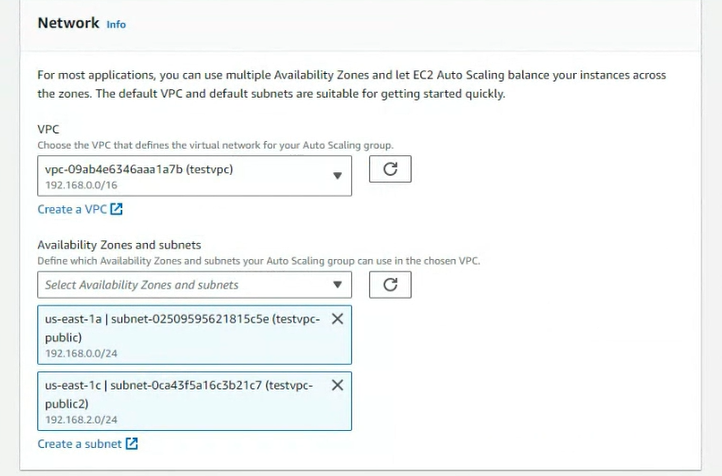 Network Info
For most applications, you can use multiple Availability Zones and let EC2 Auto Scaling balance your instances across
the zones. The default VPC and default subnets are suitable for getting started quickly.
VPC
Choose the VPC that defines the virtual network for your Auto Scaling group.
vpc-09ab4e6346aaa1a7b (testvpc)
192.168.0.0/16
Create a VPC
Availability Zones and subnets
Define which Availability Zones and subnets your Auto Scaling group can use in the chosen VPC.
Select Availability Zones and subnets
us-east-1a | subnet-02509595621815c5e (testvpc-
public)
192.168.0.0/24
us-east-1c | subnet-0ca43f5a16c3b21c7 (testvpc-
public2)
192.168.2.0/24
Create a subnet